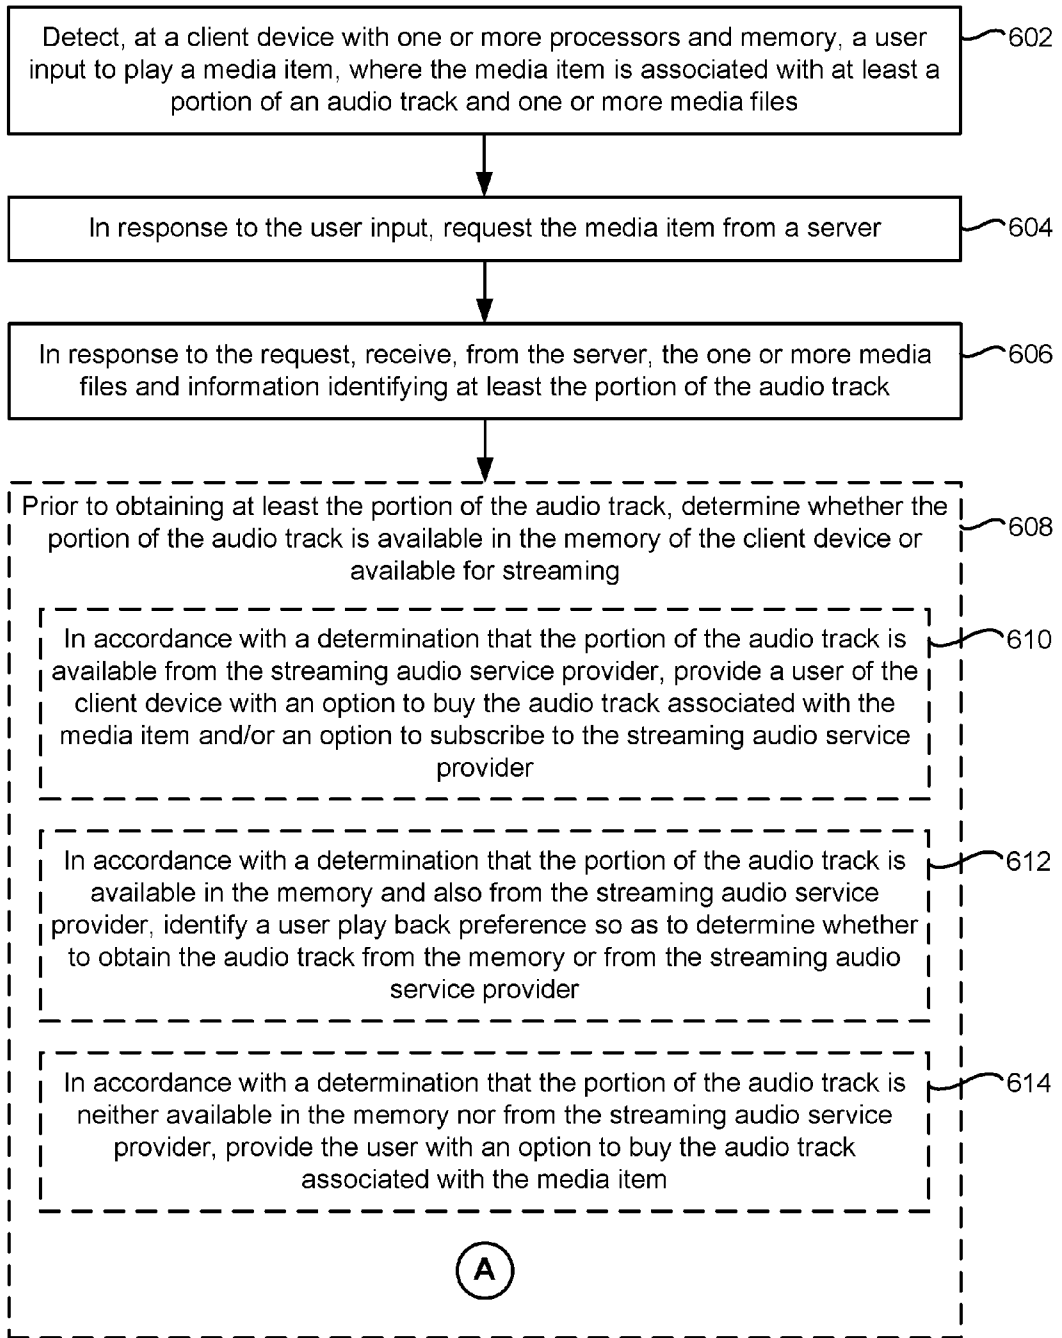 Detect, at a client device with one or more processors and memory, a user
input to play a media item, where the media item is associated with at least a
portion of an audio track and one or more media files
602
In response to the user input, request the media item from a server
604
In response to the request, receive, from the server, the one or more media
files and information identifying at least the portion of the audio track
606
Prior to obtaining at least the portion of the audio track, determine whether the
portion of the audio track is available in the memory of the client device or
available for streaming
608
In accordance with a determination that the portion of the audio track is
available from the streaming audio service provider, provide a user of the
client device with an option to buy the audio track associated with the
media item and/or an option to subscribe to the streaming audio service
provider
610
In accordance with a determination that the portion of the audio track is
available in the memory and also from the streaming audio service
provider, identify a user play back preference so as to determine whether
to obtain the audio track from the memory or from the streaming audio
service provider
612
In accordance with a determination that the portion of the audio track is
neither available in the memory nor from the streaming audio service
provider, provide the user with an option to buy the audio track
associated with the media item
614
A